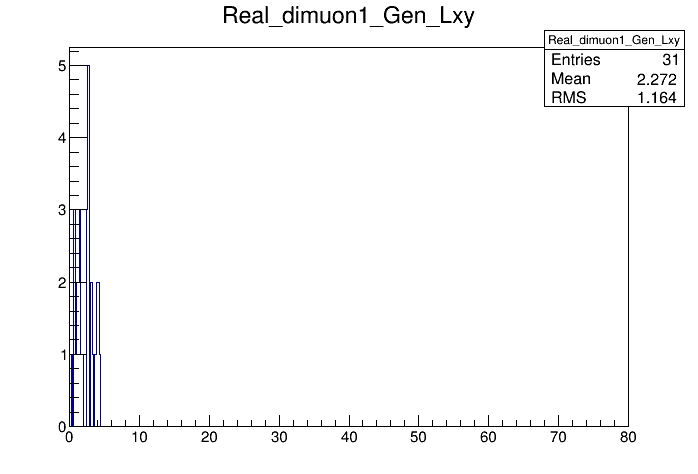 Real_dimuon1_Gen_Lxy
Real_dimuon1_Gen_Lxy
Entries 31
Mean 2.272
RMS 1.164
5
4
3
2
1
0
0 10 20 30 40 50 60 70 80